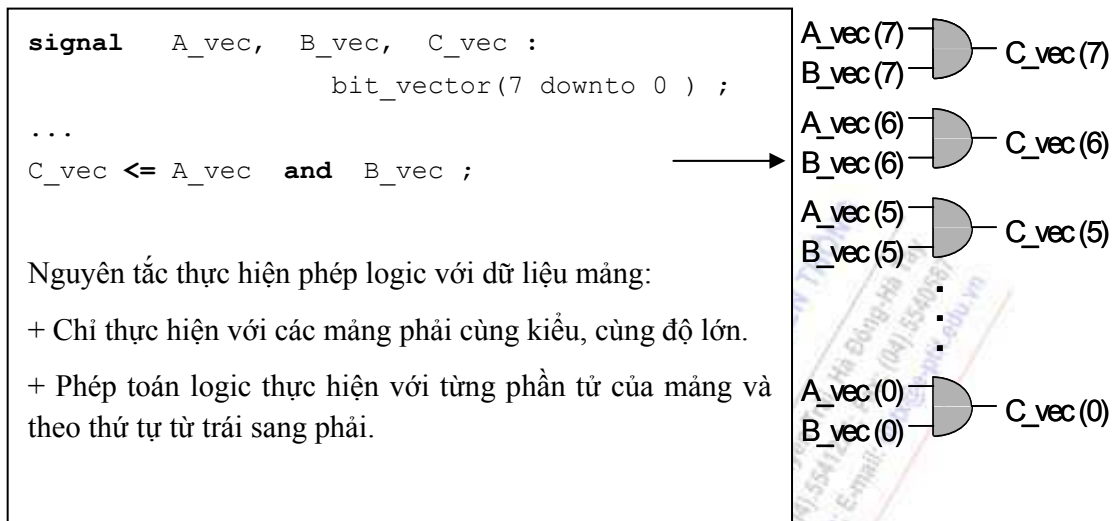 signal A_vec, B_vec, C_vec :
bit_vector(7 downto 0 ) ;
...
C_vec <= A_vec and B_vec ;
Nguyên tắc thực hiện phép logic với dữ liệu mảng:
+ Chỉ thực hiện với các mảng phải cùng kiểu, cùng độ lớn.
+ Phép toán logic thực hiện với từng phần tử của mảng và
theo thứ tự từ trái sang phải.
A_vec (7)
B_vec (7)
C_vec (7)
A_vec (6)
B_vec (6)
C_vec (6)
A_vec (5)
B_vec (5)
C_vec (5)
.
.
.
A_vec (0)
B_vec (0)
C_vec (0)